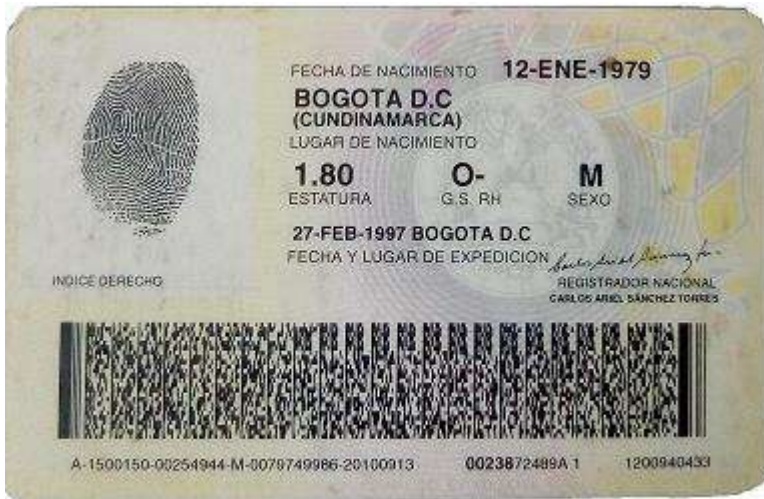 FECHA DE NACIMIENTO 12-ENE-1979
BOGOTA D.C
(CUNDINAMARCA)
LUGAR DE NACIMIENTO
1.80 O- M
ESTATURA G.S. RH SEXO
27-FEB-1997 BOGOTA D.C
FECHA Y LUGAR DE EXPEDICION
INDICE DERECHO
REGISTRADOR NACIONAL
CARLOS ARIEL SÁNCHEZ TORRES
A-1500150-00254944-M-0079749986-20100913 0023872489A 1 1200940433